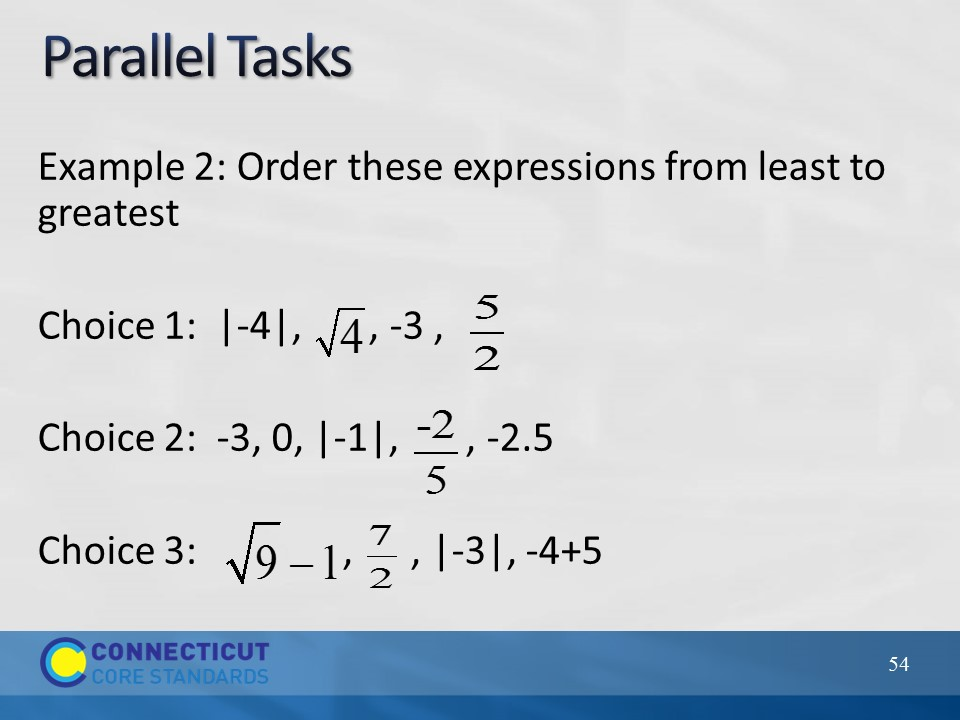 Parallel Tasks
Example 2: Order these expressions from least to
greatest
Choice 1: |-4|, √4, -3 , 5/2
Choice 2: -3, 0, |-1|, -2/5, -2.5
Choice 3: √9 – 1, 7/2, |-3|, -4+5
CONNECTICUT
CORE STANDARDS
54